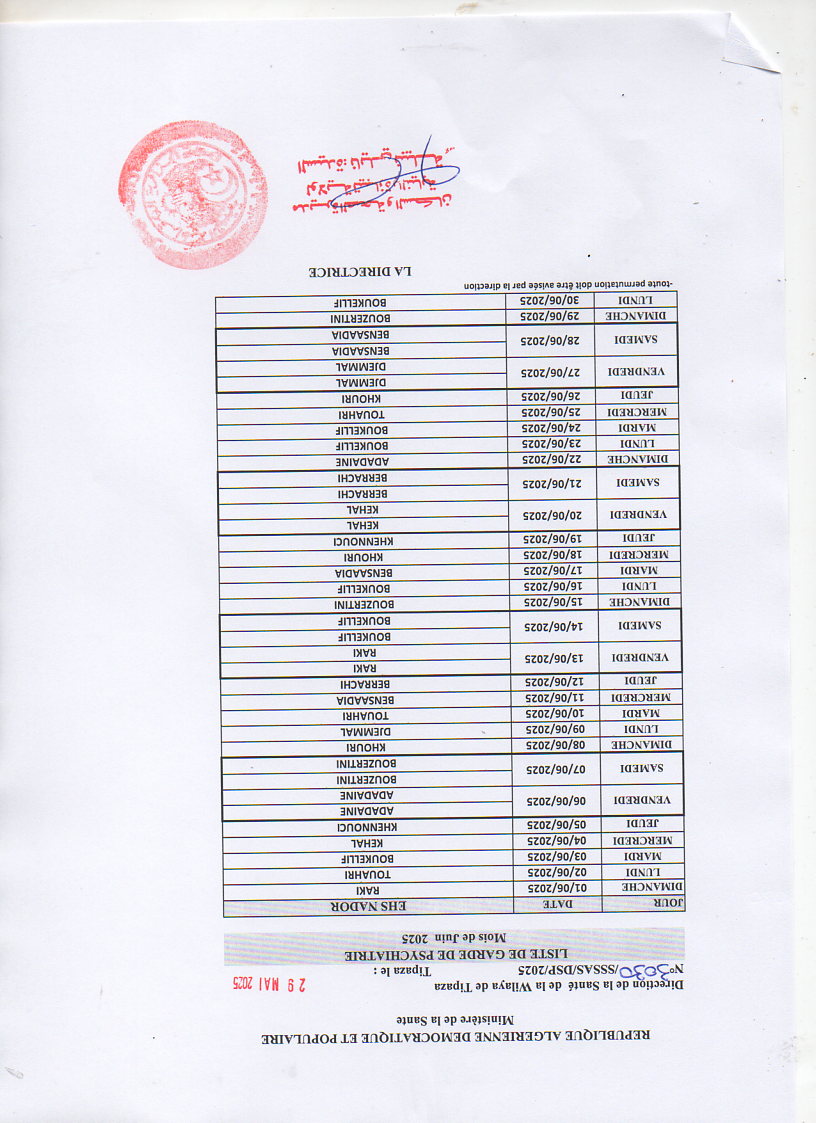 REPUBLIQUE ALGERIENNE DEMOCRATIQUE ET POPULAIRE
Ministère de la Sante
Direction de la Santé de la Wilaya de Tipaza
29 MAI 2025
N°3030/SSSAS/DSP/2025 Tipaza le :
LISTE DE GARDE DE PSYCHIATRIE
Mois de Juin 2025
JOUR DATE EHS NADOR
DIMANCHE 01/06/2025 RAKI
LUNDI 02/06/2025 TOUAHRI
MARDI 03/06/2025 BOUKELLIF
MERCREDI 04/06/2025 KEHAL
JEUDI 05/06/2025 KHENNOUCI
VENDREDI 06/06/2025 ADADAINE
ADADAINE
SAMEDI 07/06/2025 BOUZERTINI
BOUZERTINI
DIMANCHE 08/06/2025 KHOURI
LUNDI 09/06/2025 DJEMMAL
MARDI 10/06/2025 TOUAHRI
MERCREDI 11/06/2025 BENSAADIA
JEUDI 12/06/2025 BERRACHI
VENDREDI 13/06/2025 RAKI
RAKI
SAMEDI 14/06/2025 BOUKELLIF
BOUKELLIF
DIMANCHE 15/06/2025 BOUZERTINI
LUNDI 16/06/2025 BOUKELLIF
MARDI 17/06/2025 BENSAADIA
MERCREDI 18/06/2025 KHOURI
JEUDI 19/06/2025 KHENNOUCI
VENDREDI 20/06/2025 KEHAL
KEHAL
SAMEDI 21/06/2025 BERRACHI
BERRACHI
DIMANCHE 22/06/2025 ADADAINE
LUNDI 23/06/2025 BOUKELLIF
MARDI 24/06/2025 BOUKELLIF
MERCREDI 25/06/2025 TOUAHRI
JEUDI 26/06/2025 KHOURI
VENDREDI 27/06/2025 DJEMMAL
DJEMMAL
SAMEDI 28/06/2025 BENSAADIA
BENSAADIA
DIMANCHE 29/06/2025 BOUZERTINI
LUNDI 30/06/2025 BOUKELLIF
-toute permutation doit être avisée par la direction
LA DIRECTRICE
مديرة الصحة والسكان
لولاية تيبازة بالنيابة
السيدة: نايلي نبيلة